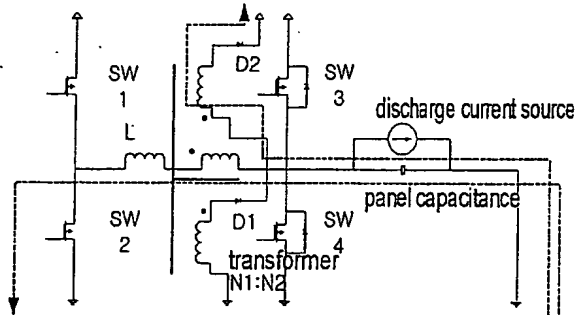 SW
1
D2
SW
3
discharge current source
L
panel capacitance
SW
2
D1
SW
4
transformer
N1:N2